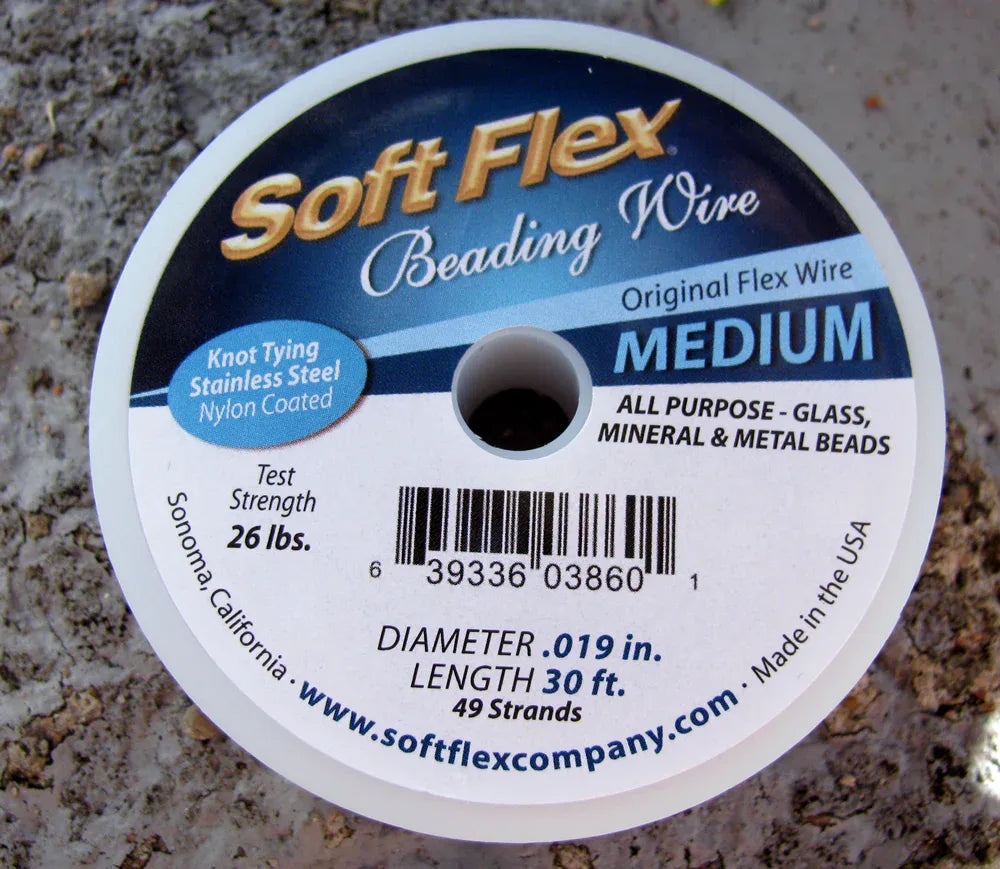 Soft Flex®
Beading Wire
Original Flex Wire
MEDIUM
Knot Tying
Stainless Steel
Nylon Coated
ALL PURPOSE - GLASS,
MINERAL & METAL BEADS
Test
Strength
26 lbs.
6 39336 03860 1
DIAMETER .019 in.
LENGTH 30 ft.
49 Strands
Sonoma, California · www.softflexcompany.com · Made in the USA